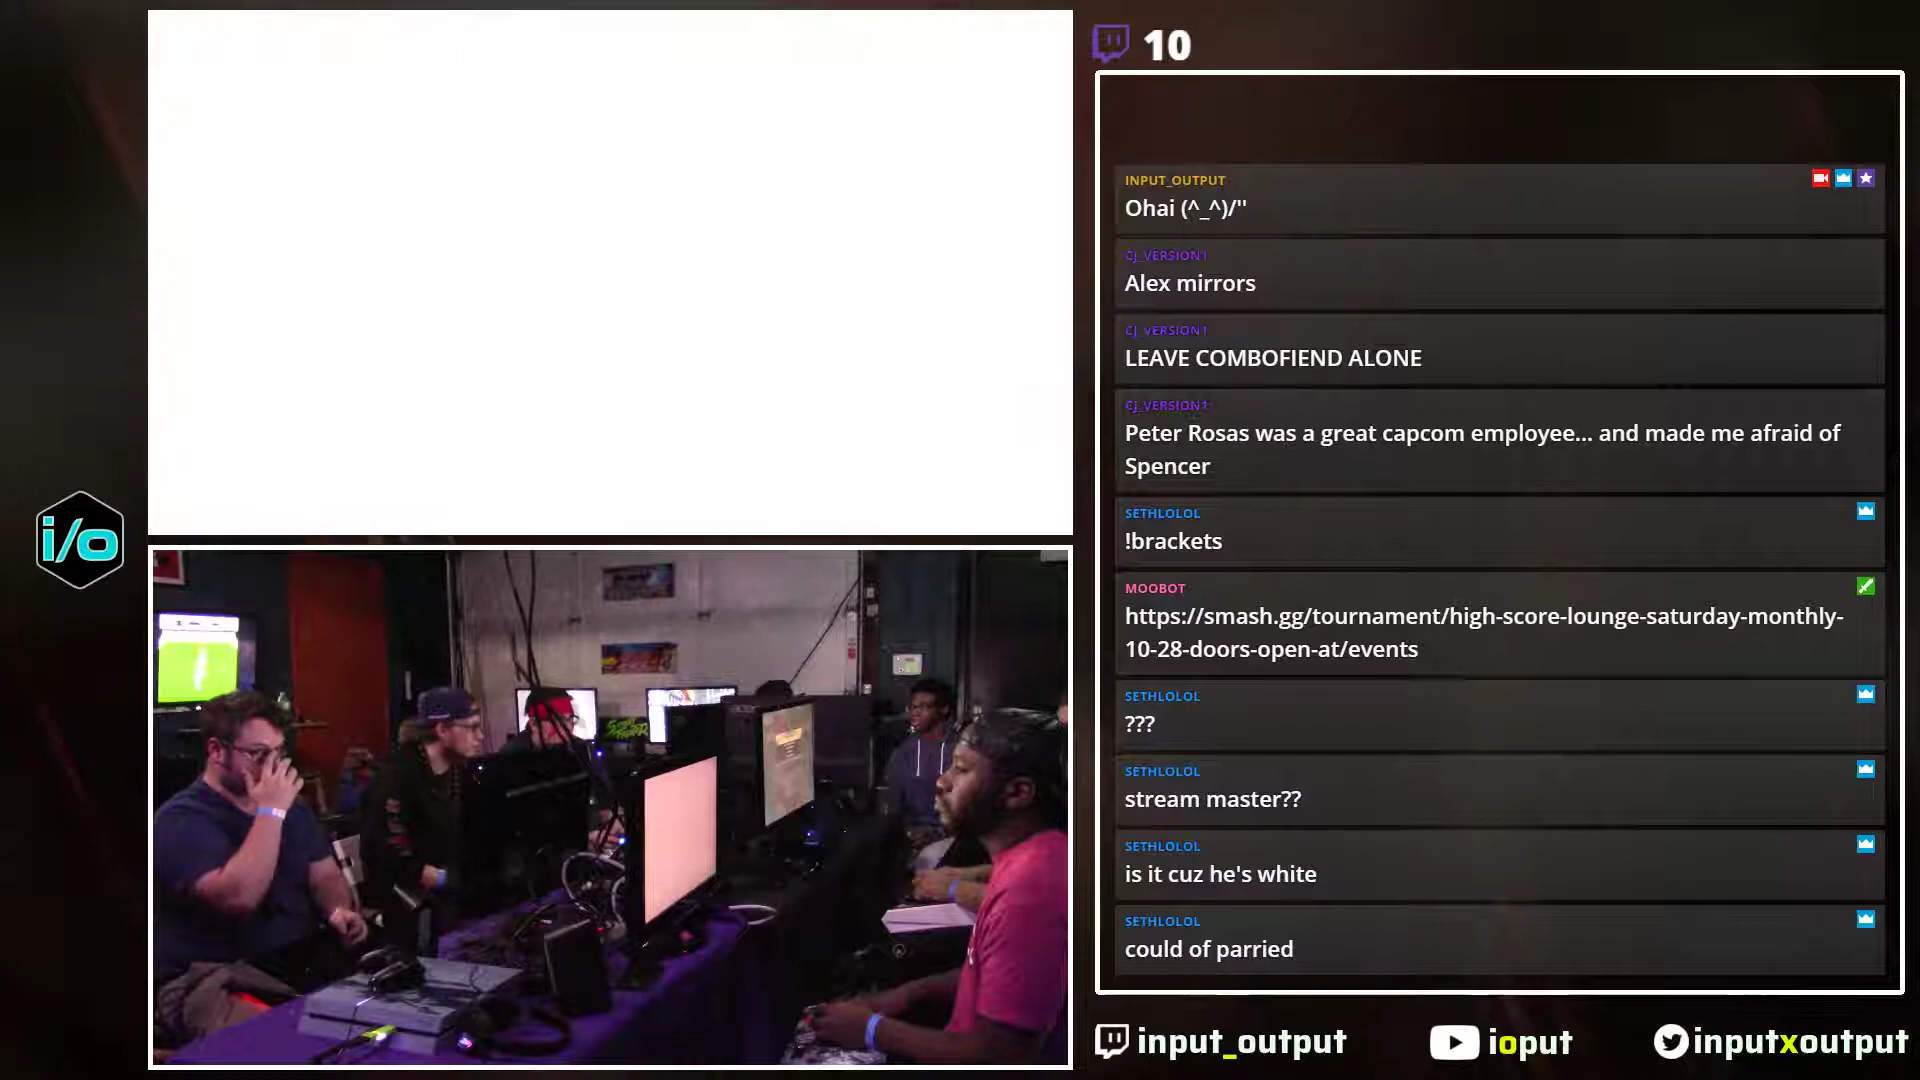 10
INPUT_OUTPUT
Ohai (^_^)/"
CJ_VERSION1
Alex mirrors
CJ_VERSION1
LEAVE COMBOFIEND ALONE
CJ_VERSION1
Peter Rosas was a great capcom employee... and made me afraid of
Spencer
SETHLOLOL
!brackets
MOOBOT
https://smash.gg/tournament/high-score-lounge-saturday-monthly-
10-28-doors-open-at/events
SETHLOLOL
???
SETHLOLOL
stream master??
SETHLOLOL
is it cuz he's white
SETHLOLOL
could of parried
i/o
input_output
ioput
inputxoutput